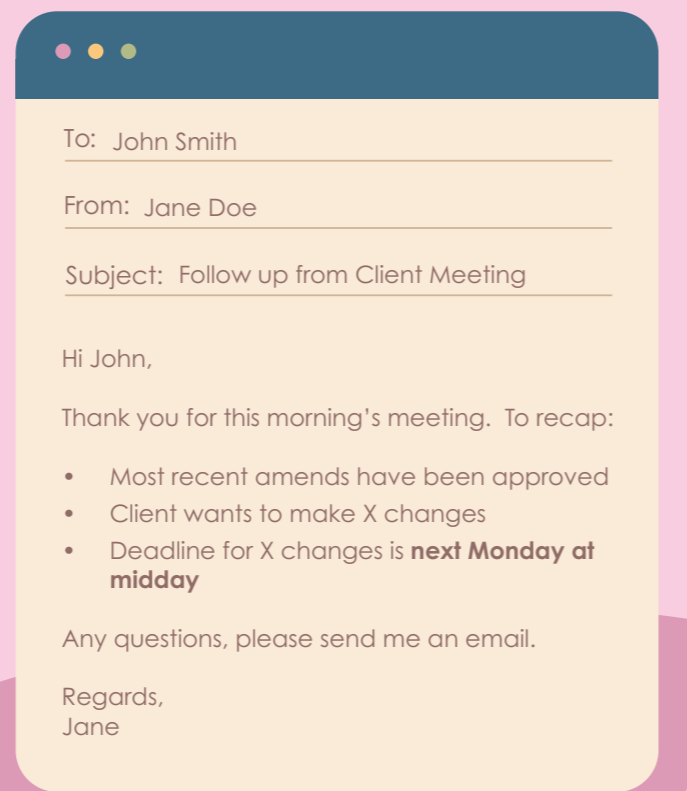 To: John Smith
From: Jane Doe
Subject: Follow up from Client Meeting
Hi John,
Thank you for this morning’s meeting.  To recap:
• Most recent amends have been approved
• Client wants to make X changes
• Deadline for X changes is next Monday at
midday
Any questions, please send me an email.
Regards,
Jane